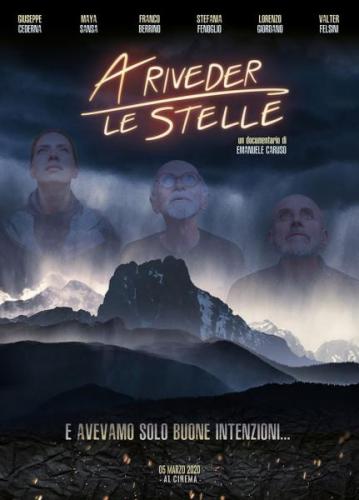 GIUSEPPE CEDERNA
MAYA SANSA
FRANCO BERRINO
STEFANIA FENOGLIO
LORENZO GIORDANO
VALTER FELSINI
A RIVEDER
LE STELLE
un documentario di
EMANUELE CARUSO
E AVEVAMO SOLO BUONE INTENZIONI...
05 MARZO 2020
- AL CINEMA